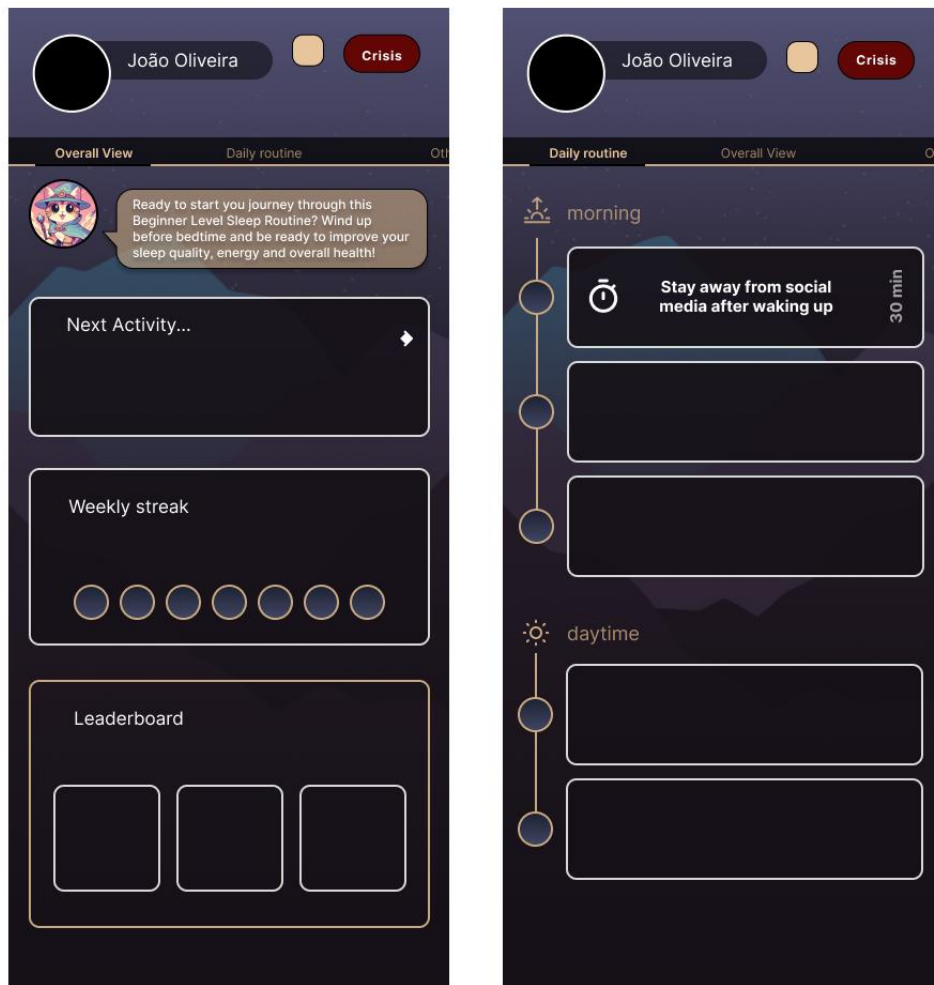 João Oliveira
Crisis
Overall View
Daily routine
Oth
Ready to start you journey through this
Beginner Level Sleep Routine? Wind up
before bedtime and be ready to improve your
sleep quality, energy and overall health!
Next Activity...
Weekly streak
Leaderboard
João Oliveira
Crisis
Daily routine
Overall View
O
morning
Stay away from social
media after waking up
30 min
daytime